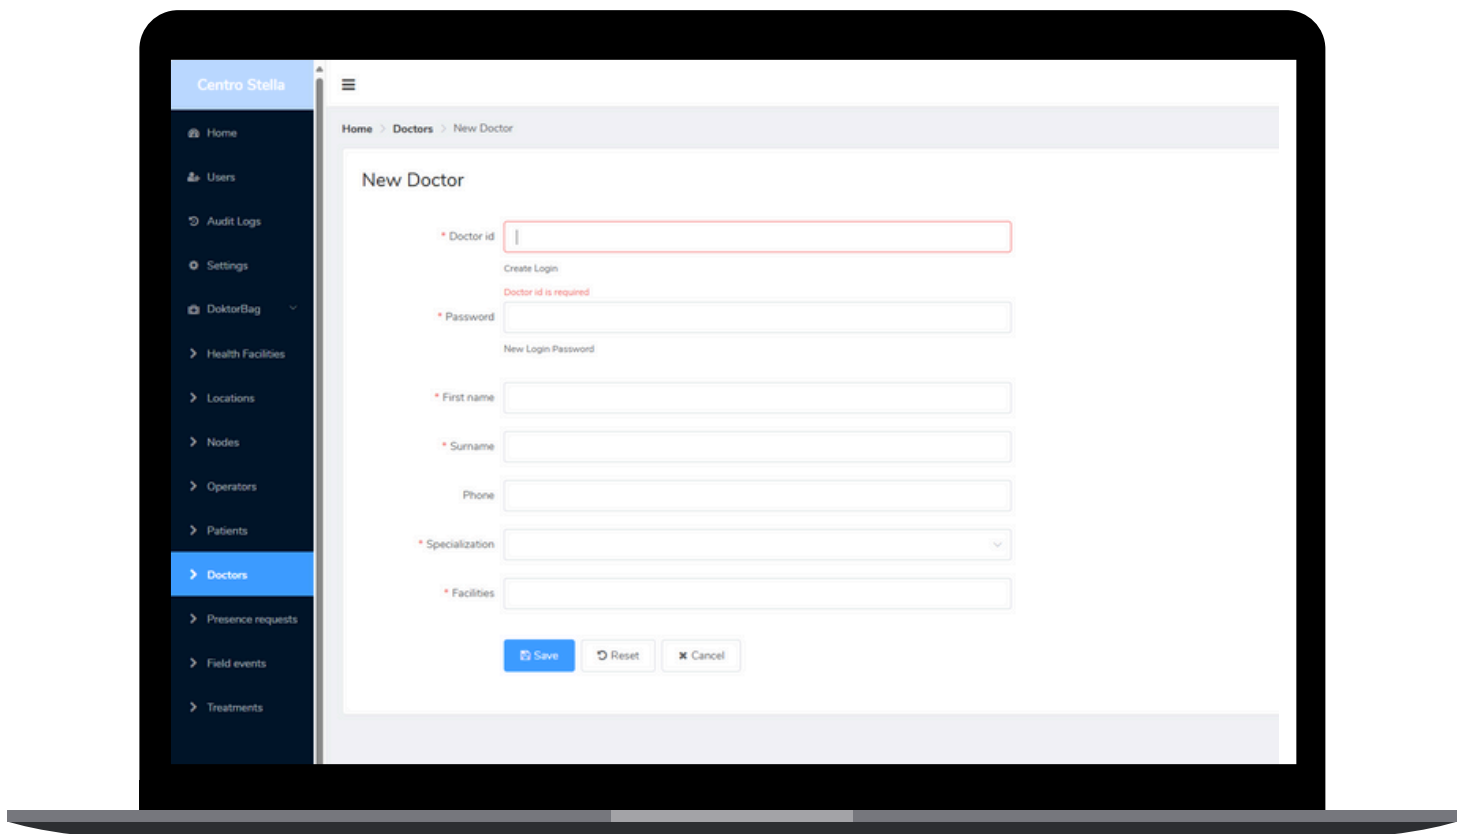 Centro Stella
Home
Users
Audit Logs
Settings
DoktorBag
Health Facilities
Locations
Nodes
Operators
Patients
Doctors
Presence requests
Field events
Treatments
Home > Doctors > New Doctor
New Doctor
* Doctor id
Create Login
Doctor id is required
* Password
New Login Password
* First name
* Surname
Phone
* Specialization
* Facilities
Save Reset Cancel